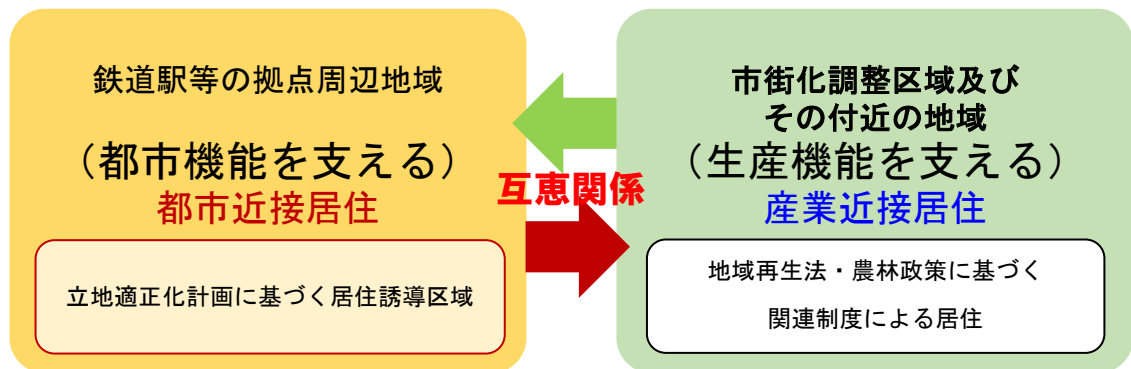 鉄道駅等の拠点周辺地域
（都市機能を支える）
都市近接居住
立地適正化計画に基づく居住誘導区域
互恵関係
市街化調整区域及び
その付近の地域
（生産機能を支える）
産業近接居住
地域再生法・農林政策に基づく
関連制度による居住